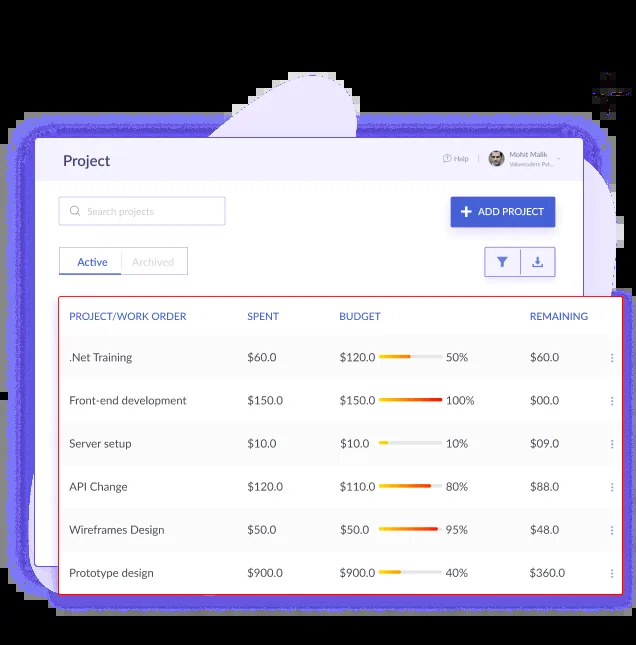 Project
Help
Mohit Malik
Valuecoders Pvt...
Search projects
ADD PROJECT
Active
Archived
PROJECT/WORK ORDER SPENT BUDGET REMAINING
.Net Training $60.0 $120.0 50% $60.0
Front-end development $150.0 $150.0 100% $00.0
Server setup $10.0 $10.0 10% $09.0
API Change $120.0 $110.0 80% $88.0
Wireframes Design $50.0 $50.0 95% $48.0
Prototype design $900.0 $900.0 40% $360.0